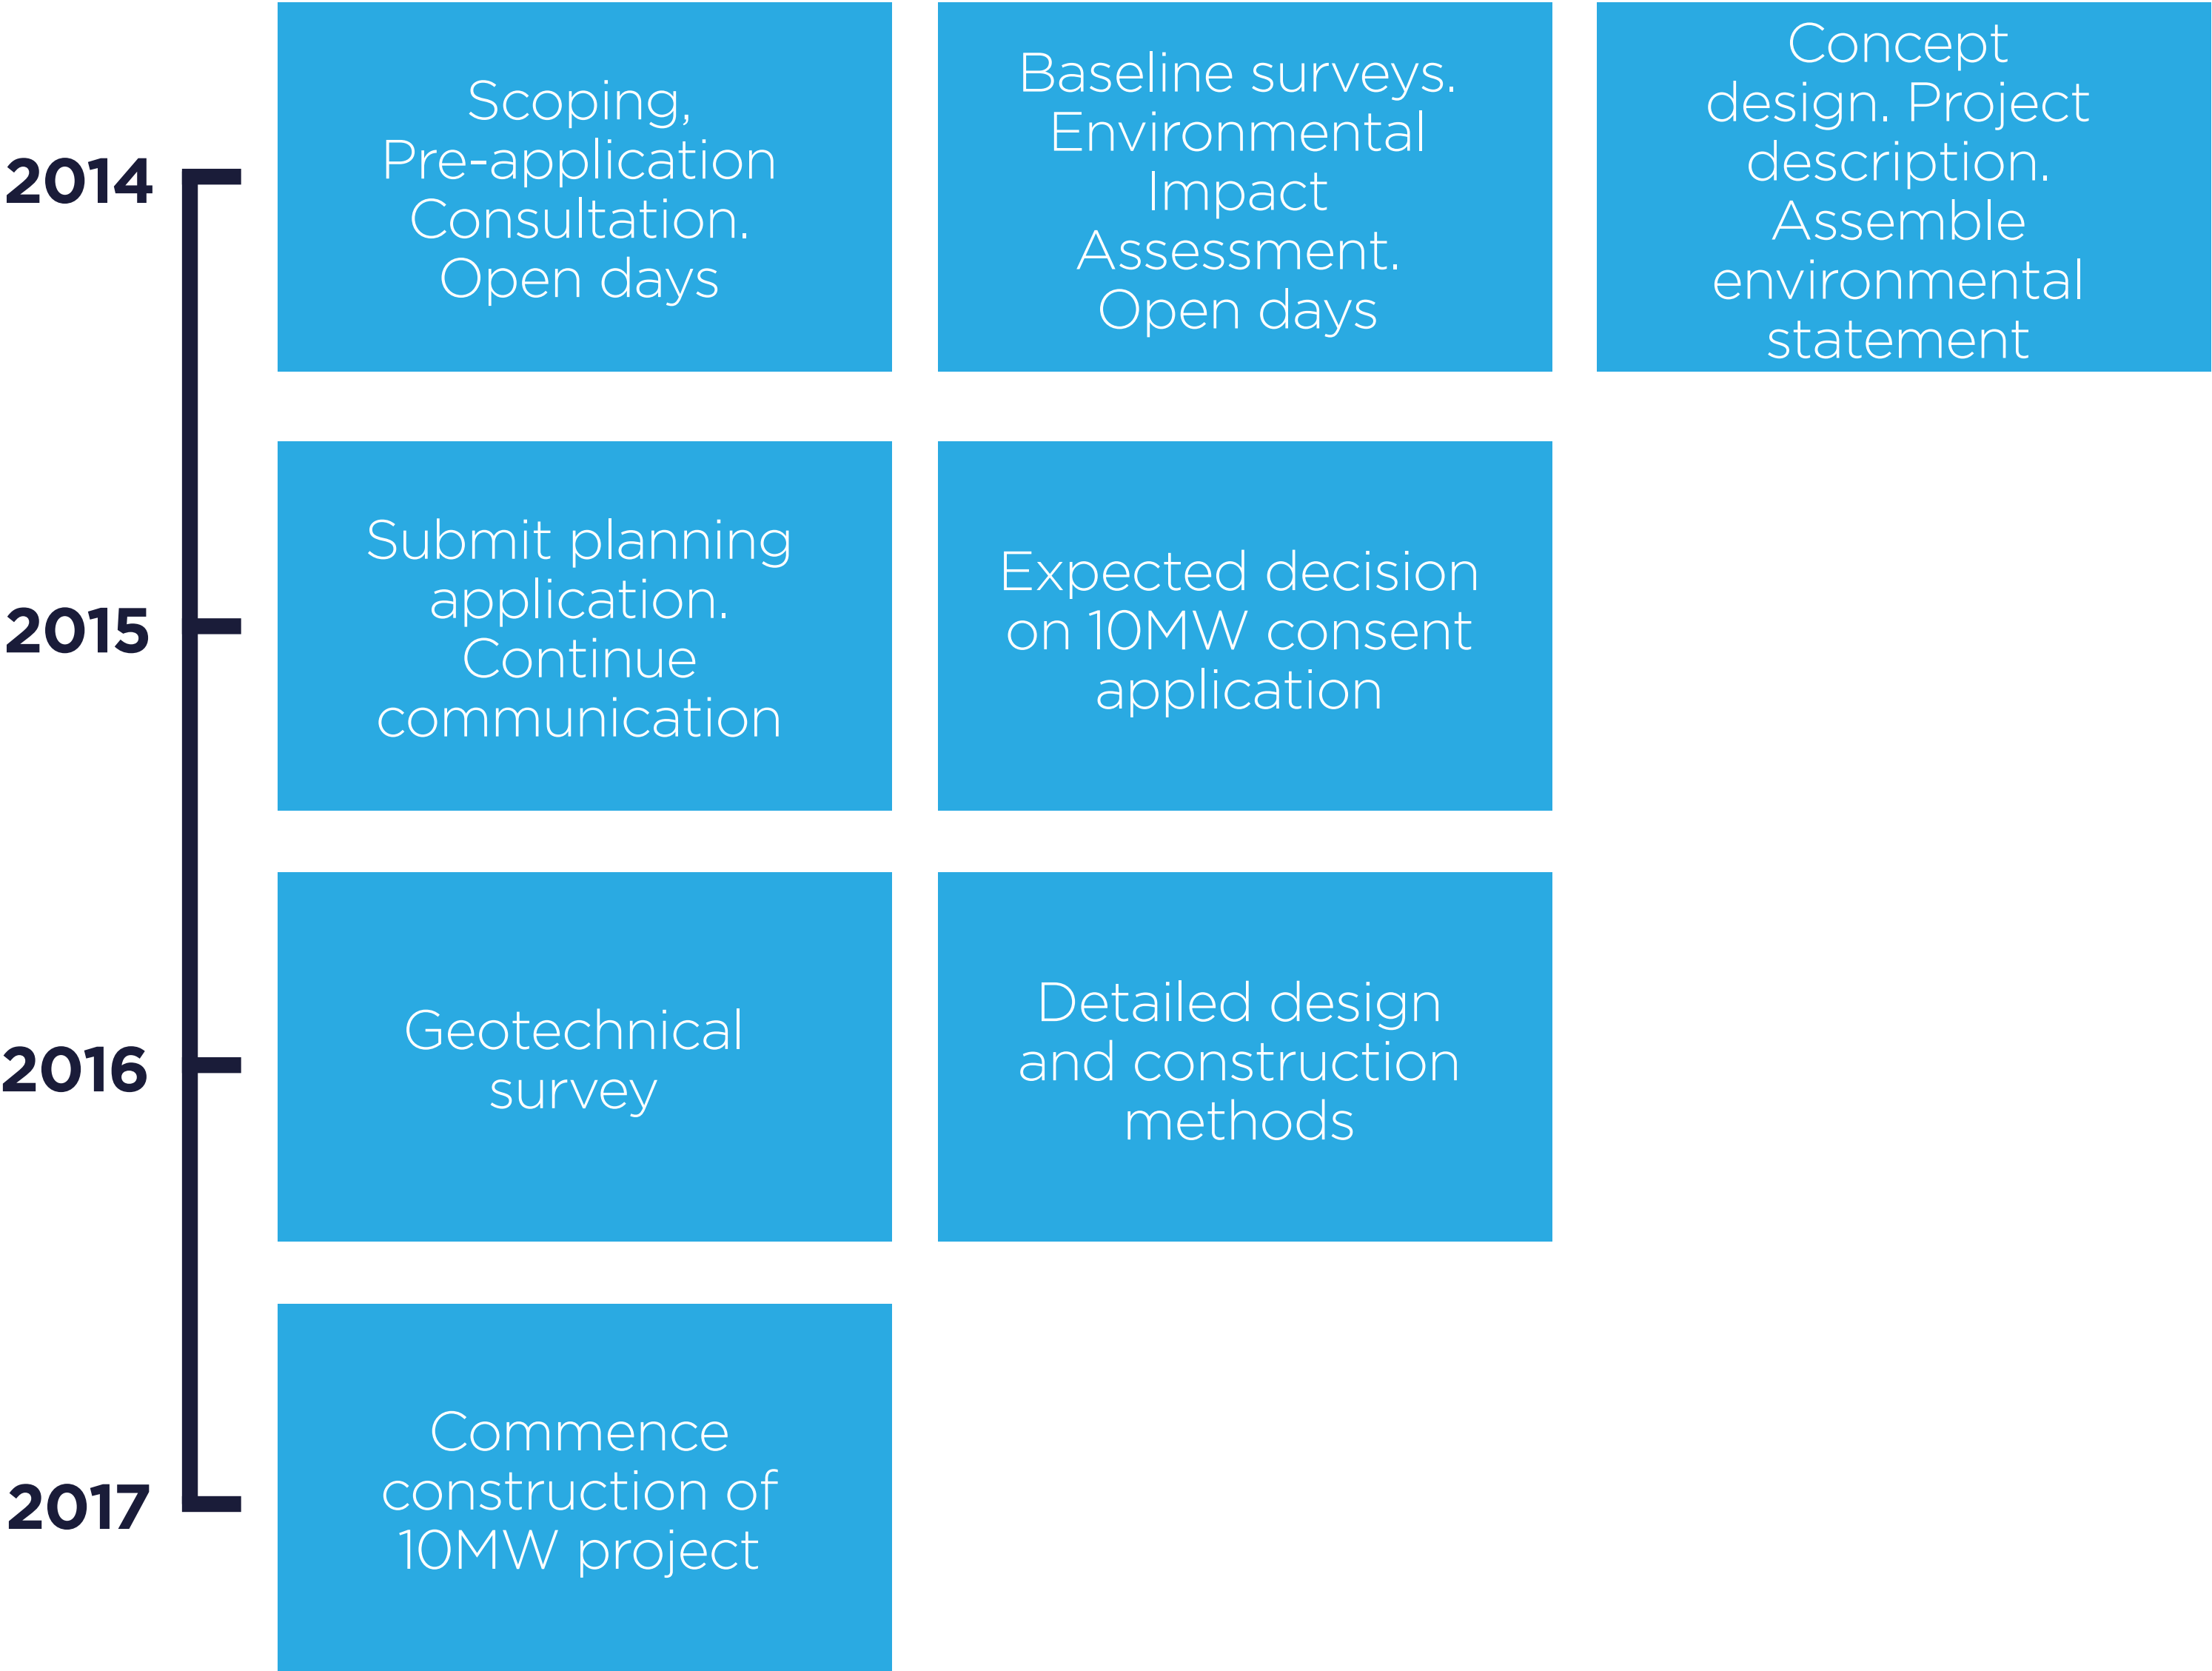 2014
Scoping,
Pre-application
Consultation.
Open days
Baseline surveys.
Environmental
Impact
Assessment.
Open days
Concept
design. Project
description.
Assemble
environmental
statement
2015
Submit planning
application.
Continue
communication
Expected decision
on 10MW consent
application
2016
Geotechnical
survey
Detailed design
and construction
methods
2017
Commence
construction of
10MW project